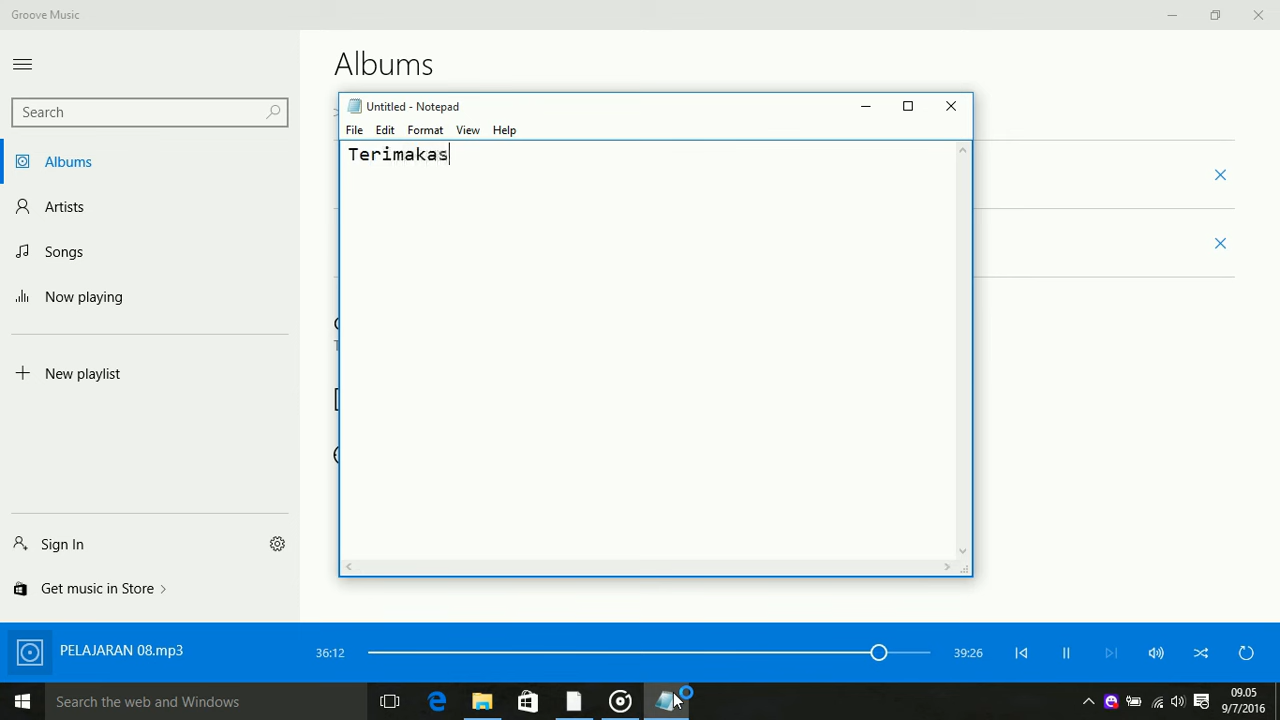 Groove Music
Albums
Search
Untitled - Notepad
File Edit Format View Help
Terimakas
Albums
Artists
Songs
Now playing
New playlist
Sign In
Get music in Store
PELAJARAN 08.mp3
36:12
39:26
Search the web and Windows
09.05
9/7/2016